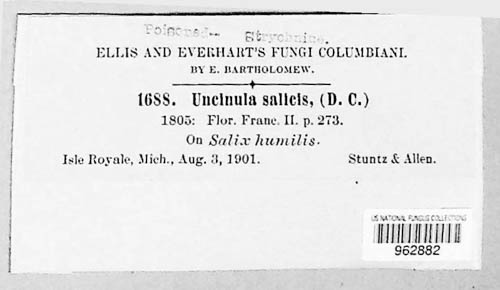 Poisoned— Strychnine.
ELLIS AND EVERHART'S FUNGI COLUMBIANI.
BY E. BARTHOLOMEW.
1688. Uncinula salicis, (D. C.)
1805: Flor. Franc. II. p. 273.
On Salix humilis.
Isle Royale, Mich., Aug. 3, 1901. Stuntz & Allen.
US NATIONAL FUNGUS COLLECTIONS
962882